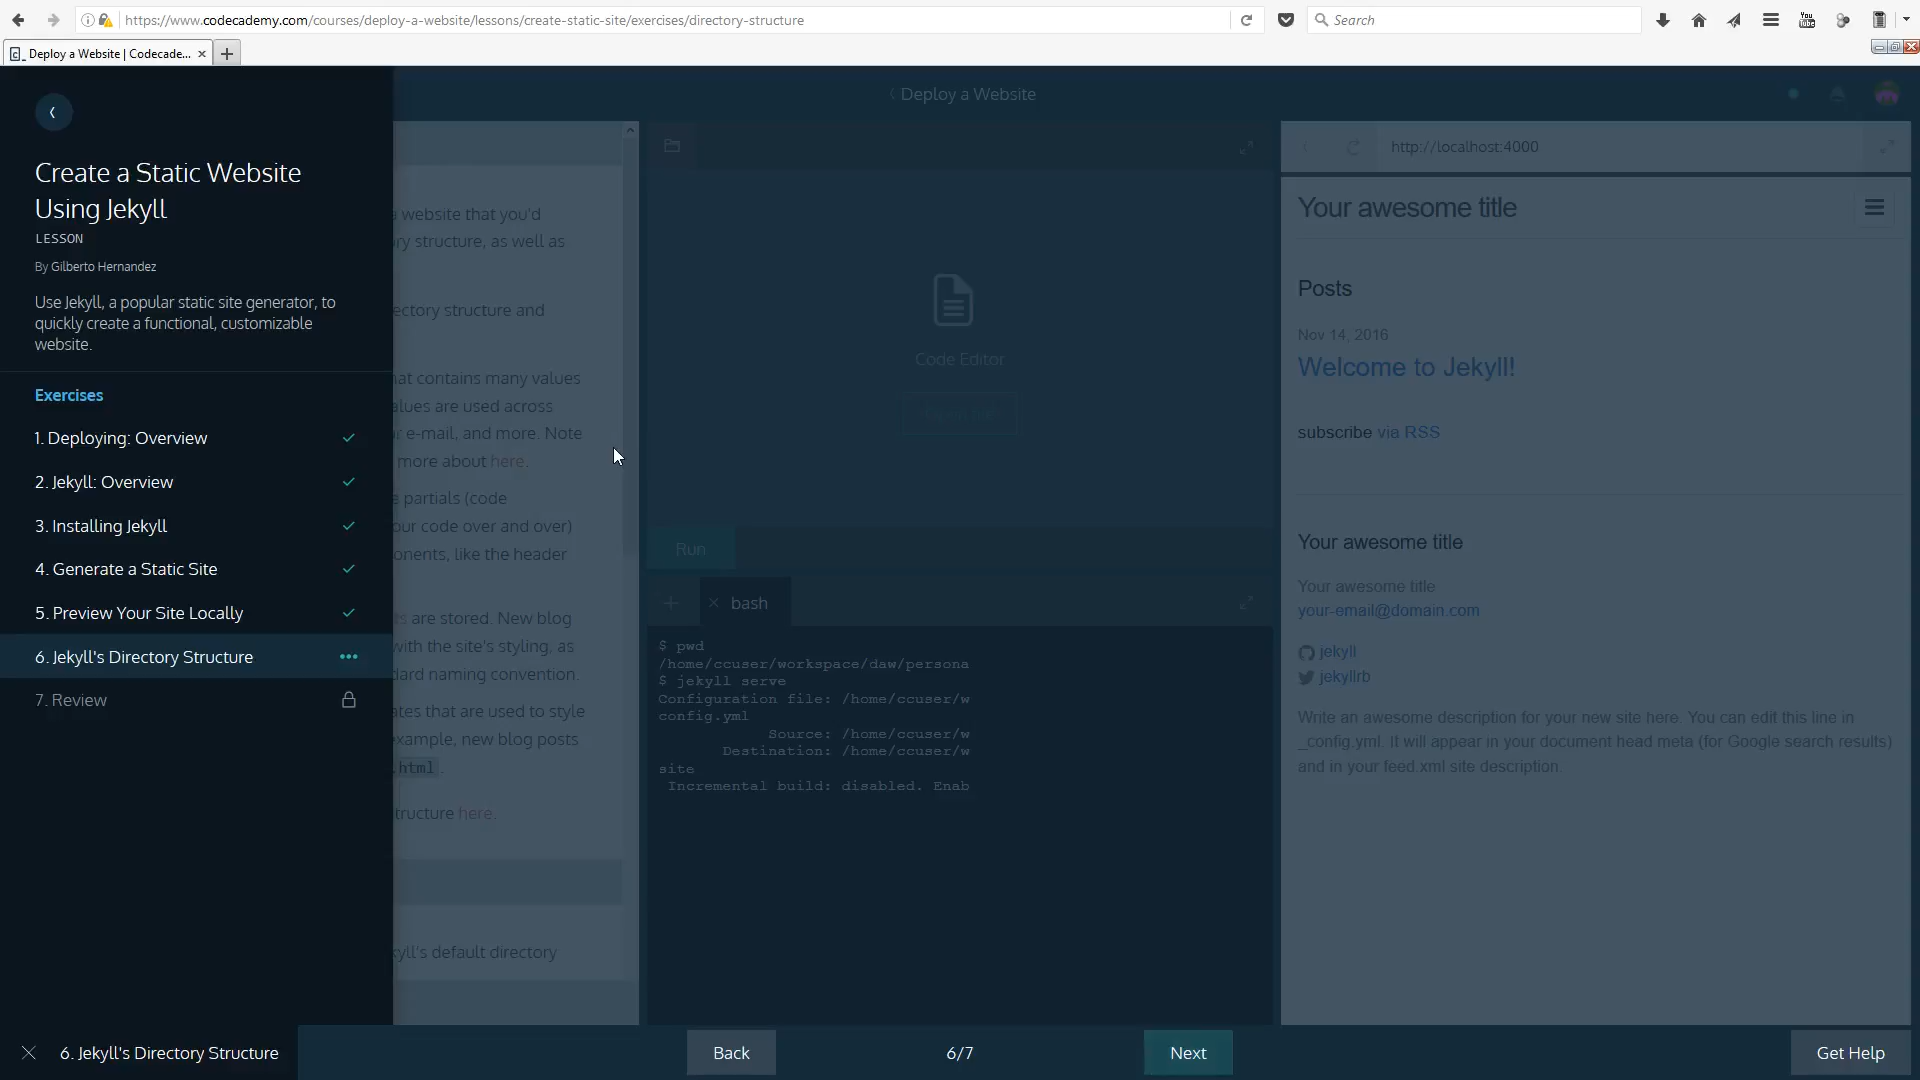 https://www.codecademy.com/courses/deploy-a-website/lessons/create-static-site/exercises/directory-structure
Search
Deploy a Website | Codecade...
Deploy a Website
Create a Static Website
Using Jekyll
LESSON
By Gilberto Hernandez
Use Jekyll, a popular static site generator, to
quickly create a functional, customizable
website.
Exercises
1. Deploying: Overview
2. Jekyll: Overview
3. Installing Jekyll
4. Generate a Static Site
5. Preview Your Site Locally
6. Jekyll's Directory Structure
7. Review
a website that you'd
ry structure, as well as
ectory structure and
hat contains many values
alues are used across
r e-mail, and more. Note
more about here.
e partials (code
our code over and over)
onents, like the header
ts are stored. New blog
with the site's styling, as
dard naming convention.
ates that are used to style
example, new blog posts
.html.
tructure here.
kyll's default directory
Code Editor
Run
bash
$ pwd
/home/ccuser/workspace/daw/persona
$ jekyll serve
Configuration file: /home/ccuser/w
config.yml
Source: /home/ccuser/w
Destination: /home/ccuser/w
site
Incremental build: disabled. Enab
http://localhost:4000
Your awesome title
Posts
Nov 14, 2016
Welcome to Jekyll!
subscribe via RSS
Your awesome title
Your awesome title
your-email@domain.com
jekyll
jekyllrb
Write an awesome description for your new site here. You can edit this line in
_config.yml. It will appear in your document head meta (for Google search results)
and in your feed.xml site description.
6. Jekyll's Directory Structure
Back
6/7
Next
Get Help